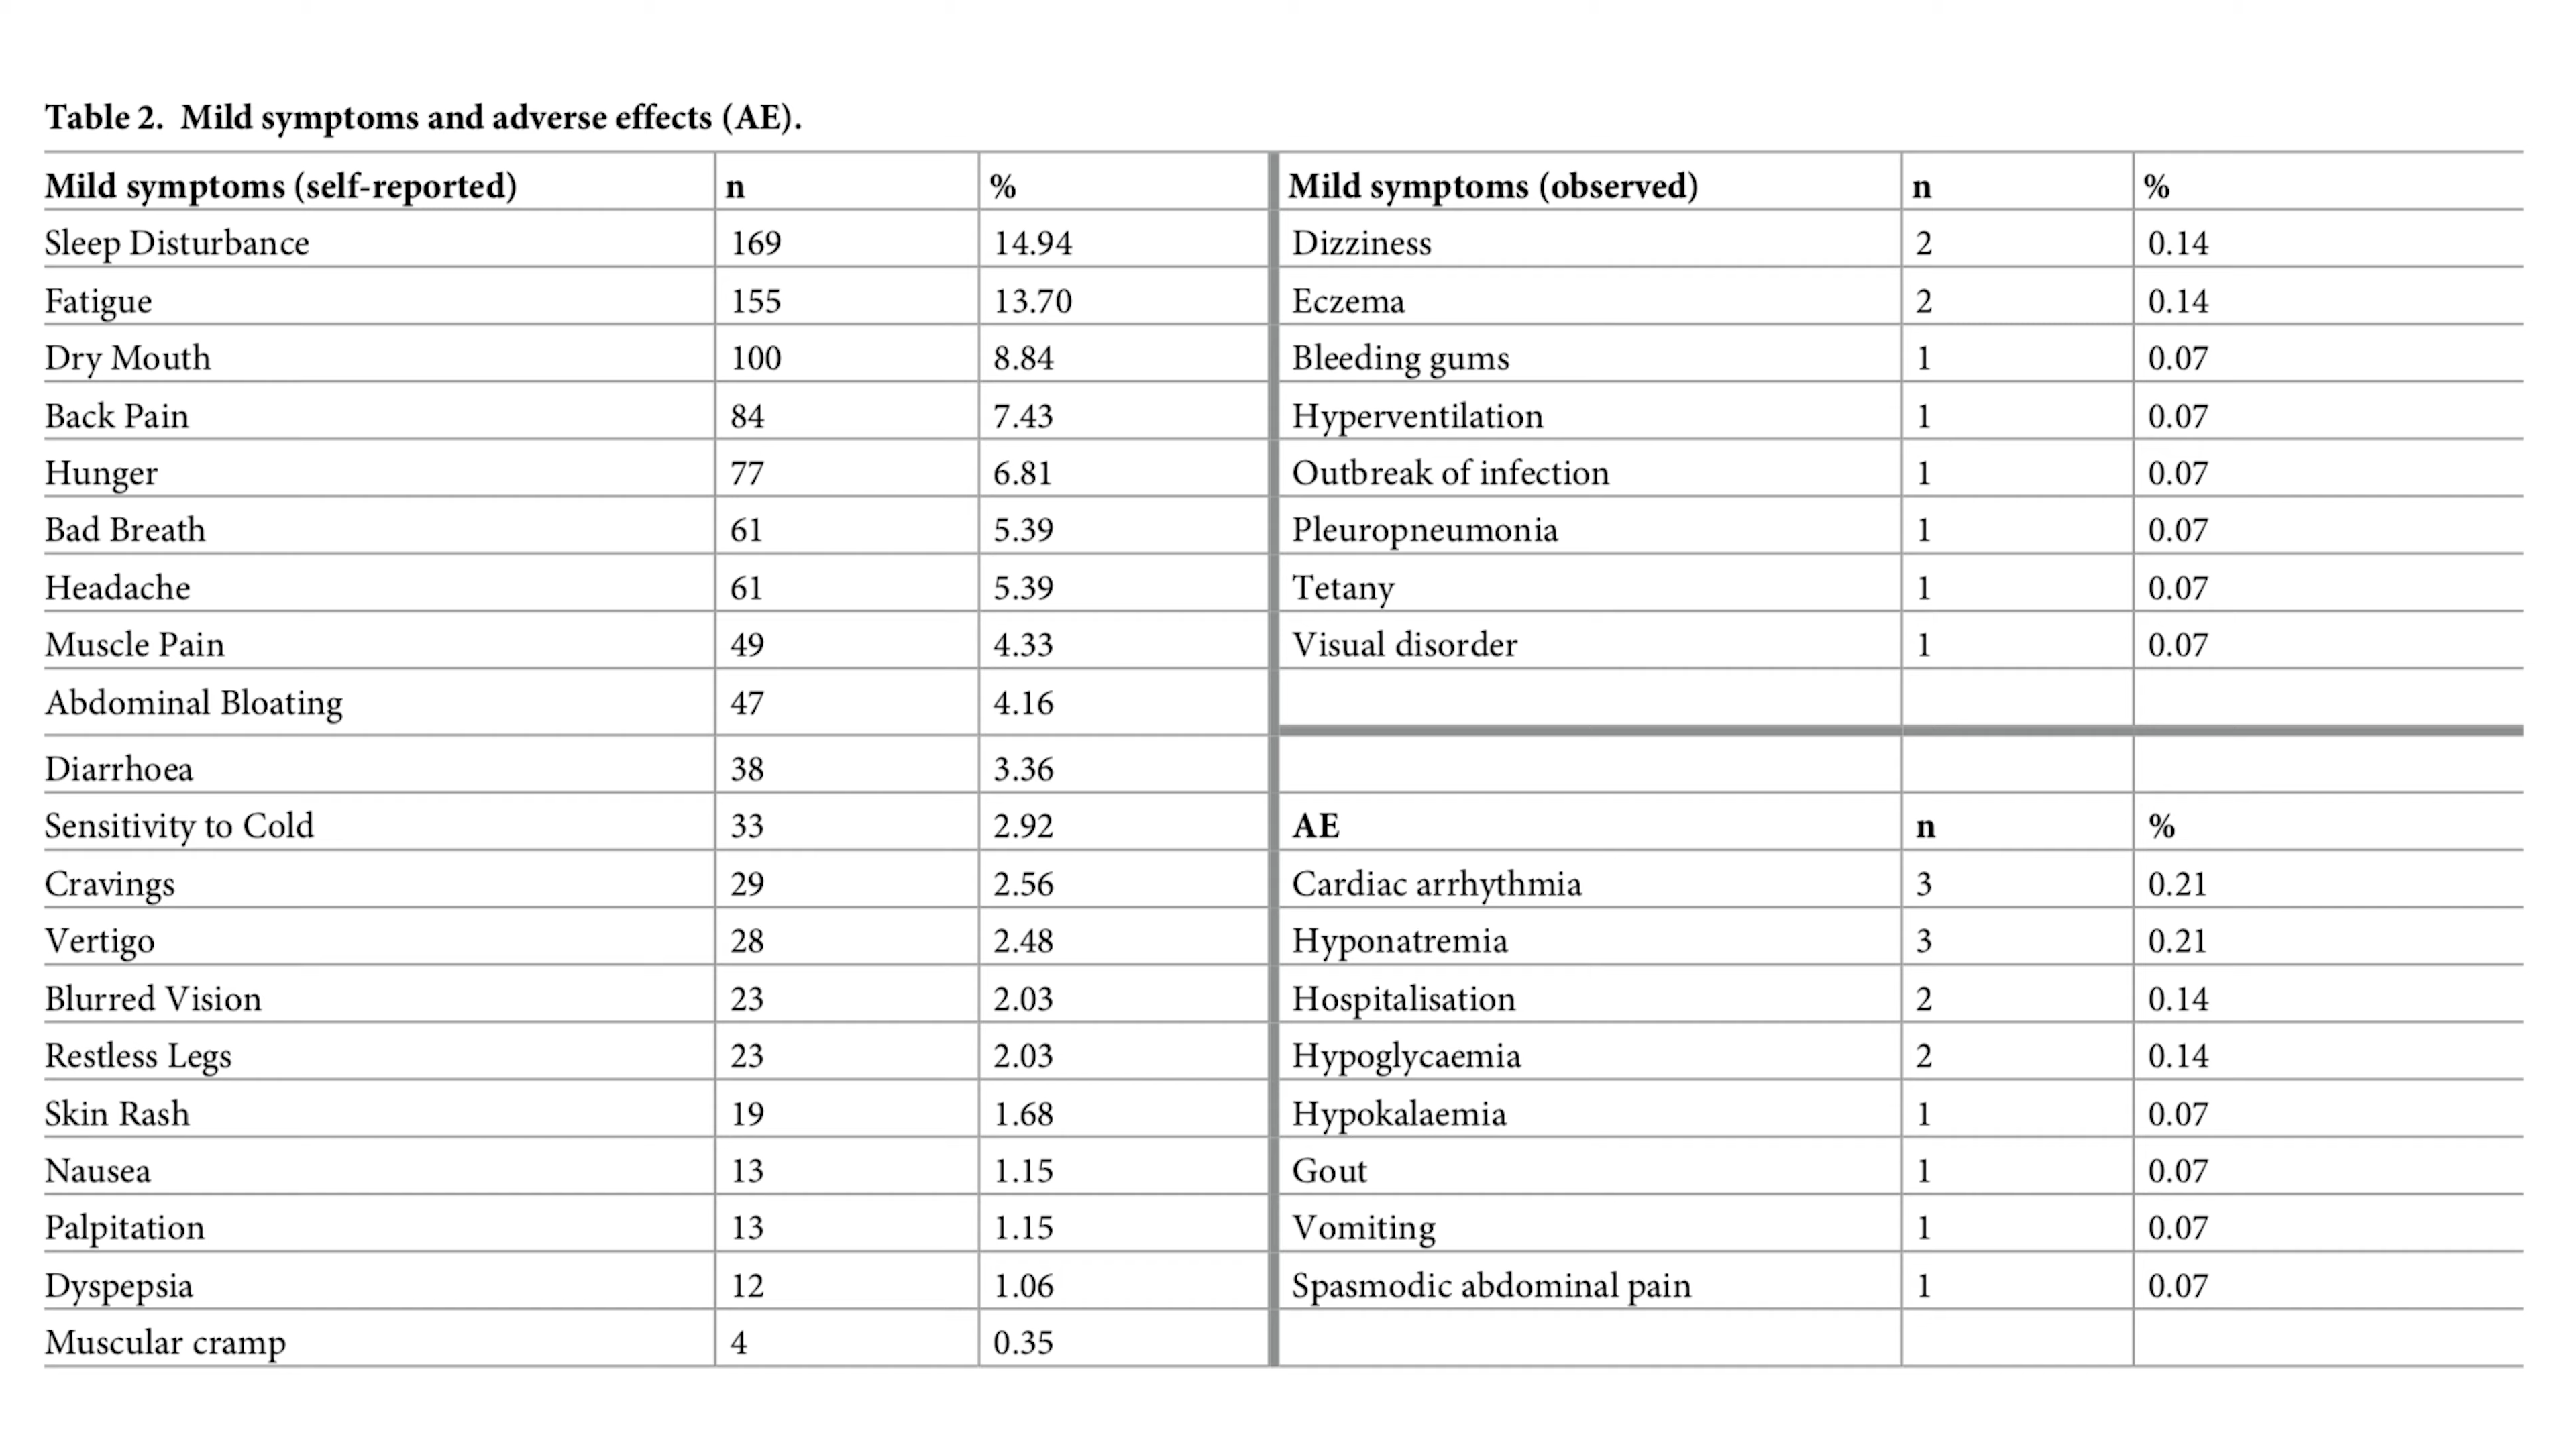 Table 2. Mild symptoms and adverse effects (AE).
Mild symptoms (self-reported) n % Mild symptoms (observed) n %
Sleep Disturbance 169 14.94 Dizziness 2 0.14
Fatigue 155 13.70 Eczema 2 0.14
Dry Mouth 100 8.84 Bleeding gums 1 0.07
Back Pain 84 7.43 Hyperventilation 1 0.07
Hunger 77 6.81 Outbreak of infection 1 0.07
Bad Breath 61 5.39 Pleuropneumonia 1 0.07
Headache 61 5.39 Tetany 1 0.07
Muscle Pain 49 4.33 Visual disorder 1 0.07
Abdominal Bloating 47 4.16
Diarrhoea 38 3.36
Sensitivity to Cold 33 2.92 AE n %
Cravings 29 2.56 Cardiac arrhythmia 3 0.21
Vertigo 28 2.48 Hyponatremia 3 0.21
Blurred Vision 23 2.03 Hospitalisation 2 0.14
Restless Legs 23 2.03 Hypoglycaemia 2 0.14
Skin Rash 19 1.68 Hypokalaemia 1 0.07
Nausea 13 1.15 Gout 1 0.07
Palpitation 13 1.15 Vomiting 1 0.07
Dyspepsia 12 1.06 Spasmodic abdominal pain 1 0.07
Muscular cramp 4 0.35